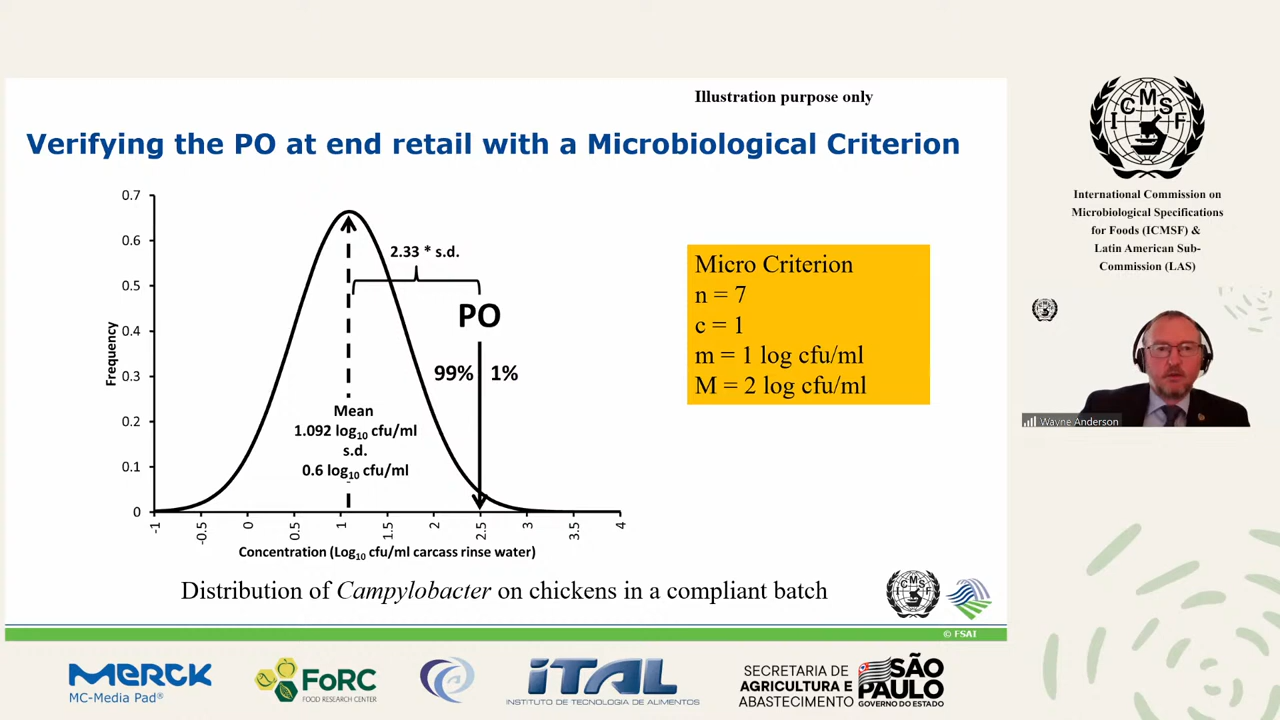 Illustration purpose only
Verifying the PO at end retail with a Microbiological Criterion
0.7
0.6
0.5
0.4
0.3
0.2
0.1
0
Frequency
2.33 * s.d.
PO
99% 1%
Mean
1.092 log10 cfu/ml
s.d.
0.6 log10 cfu/ml
-1 -0.5 0 0.5 1 1.5 2 2.5 3 3.5 4
Concentration (Log10 cfu/ml carcass rinse water)
Micro Criterion
n = 7
c = 1
m = 1 log cfu/ml
M = 2 log cfu/ml
Distribution of Campylobacter on chickens in a compliant batch
ICMSF
© FSAI
ICMSF
International Commission on
Microbiological Specifications
for Foods (ICMSF) &
Latin American Sub-
Commission (LAS)
Wayne Anderson
MERCK
MC-Media Pad®
FoRC
FOOD RESEARCH CENTER
iTAL
INSTITUTO DE TECNOLOGIA DE ALIMENTOS
SECRETARIA DE
AGRICULTURA E
ABASTECIMENTO
SÃO
PAULO
GOVERNO DO ESTADO